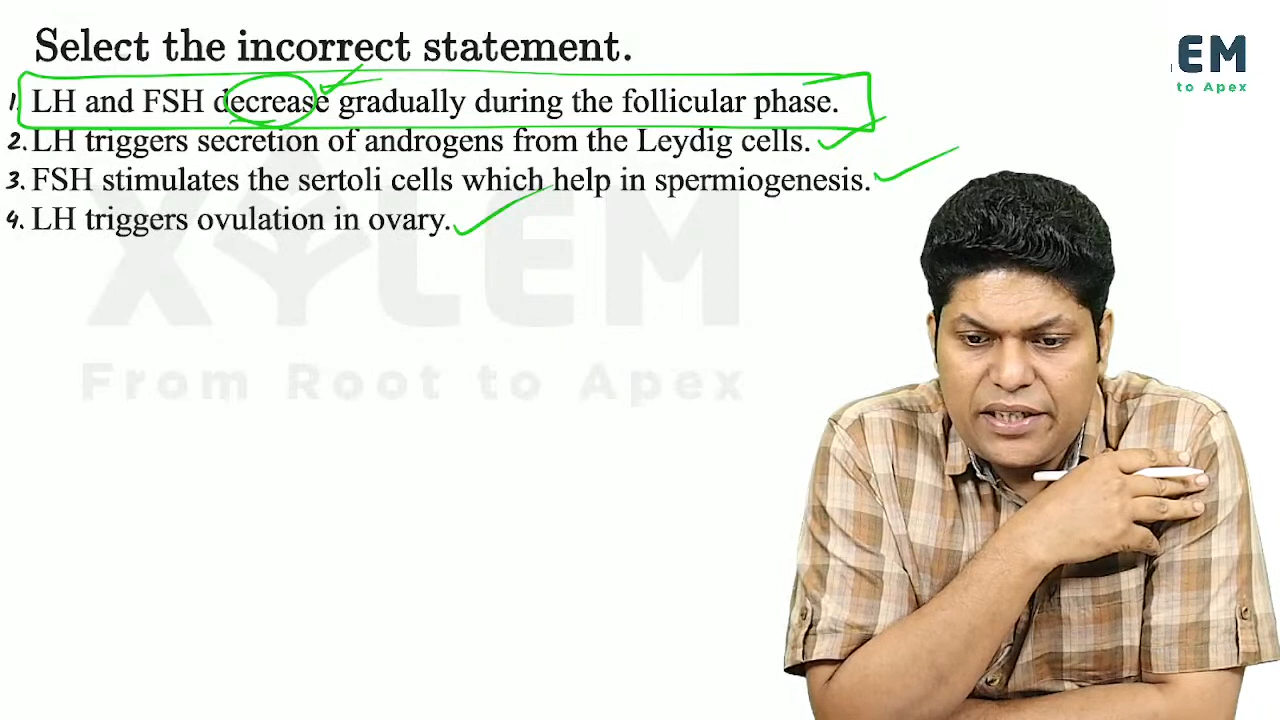 Select the incorrect statement.
1. LH and FSH decrease gradually during the follicular phase.
2. LH triggers secretion of androgens from the Leydig cells.
3. FSH stimulates the sertoli cells which help in spermiogenesis.
4. LH triggers ovulation in ovary.
EM
to Apex
XYLEM
From Root to Apex